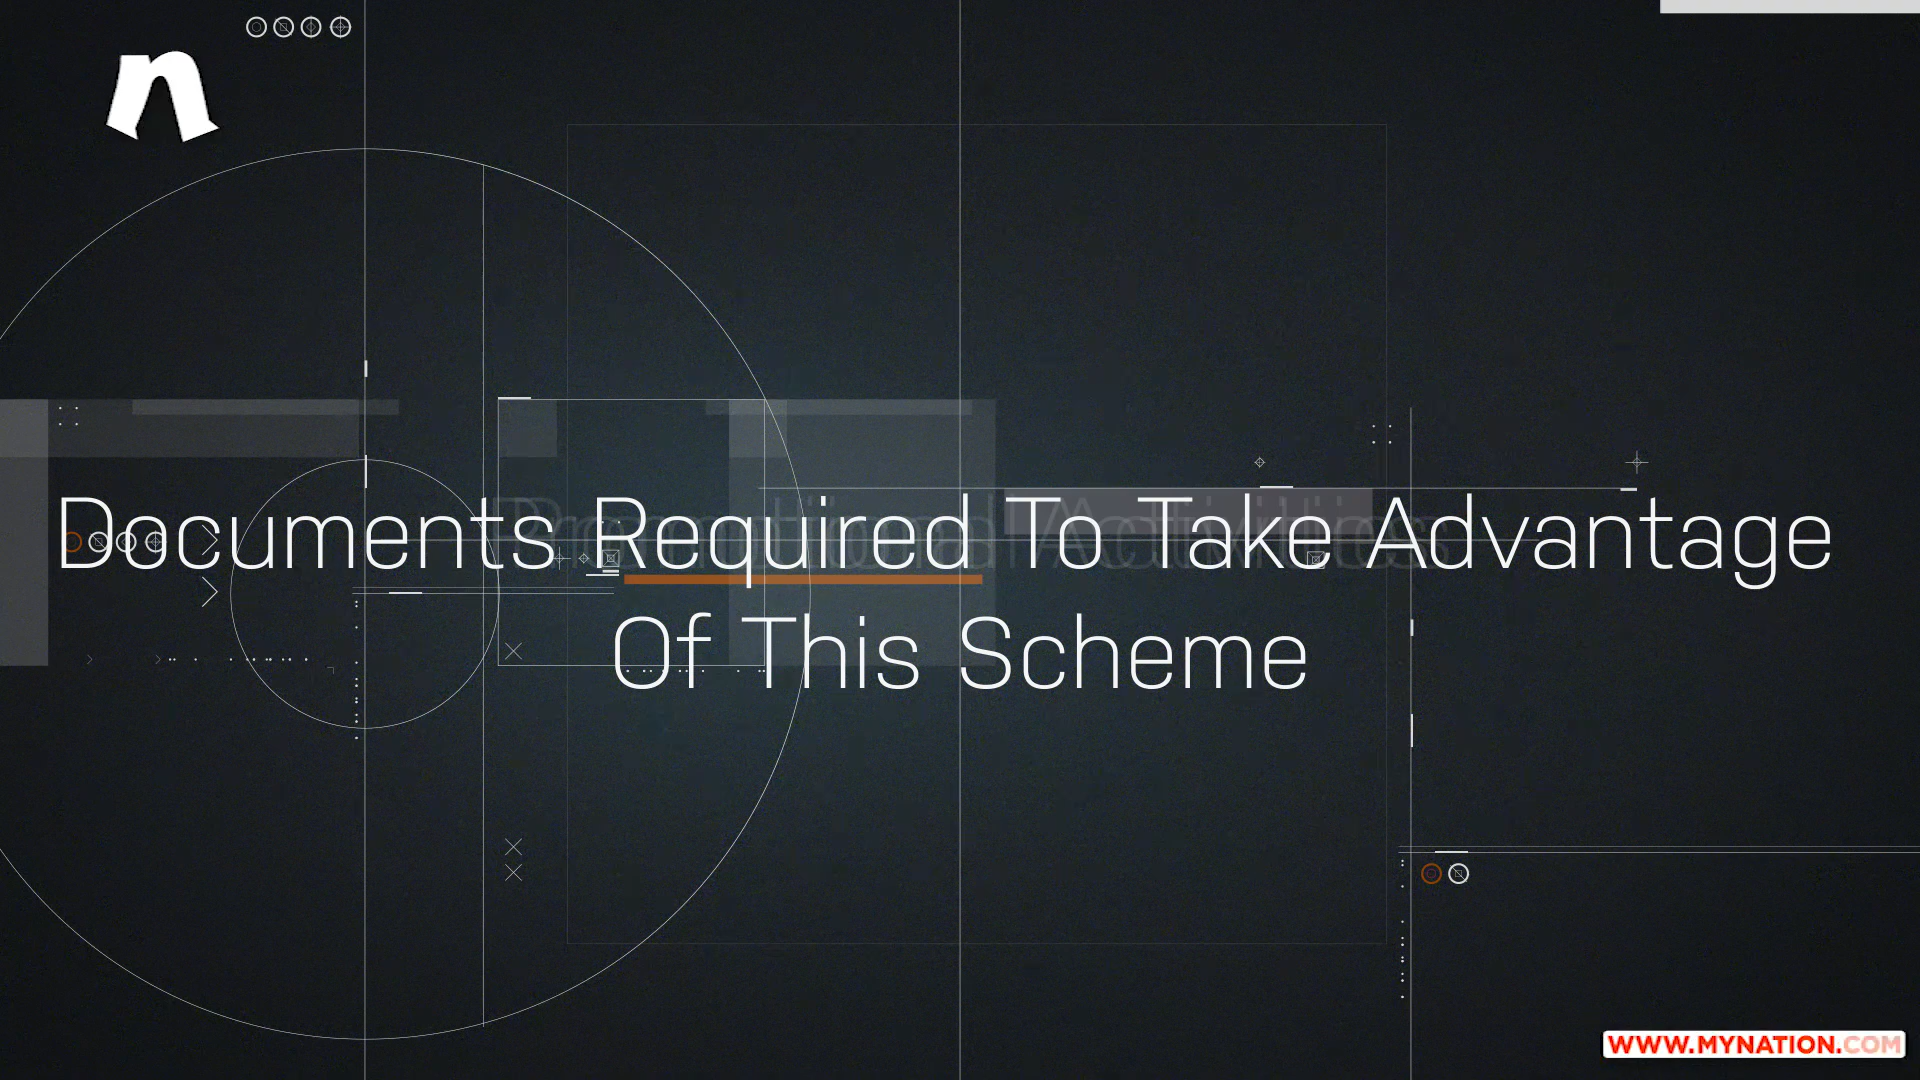 n
Documents Required To Take Advantage
Of This Scheme
WWW.MYNATION.COM